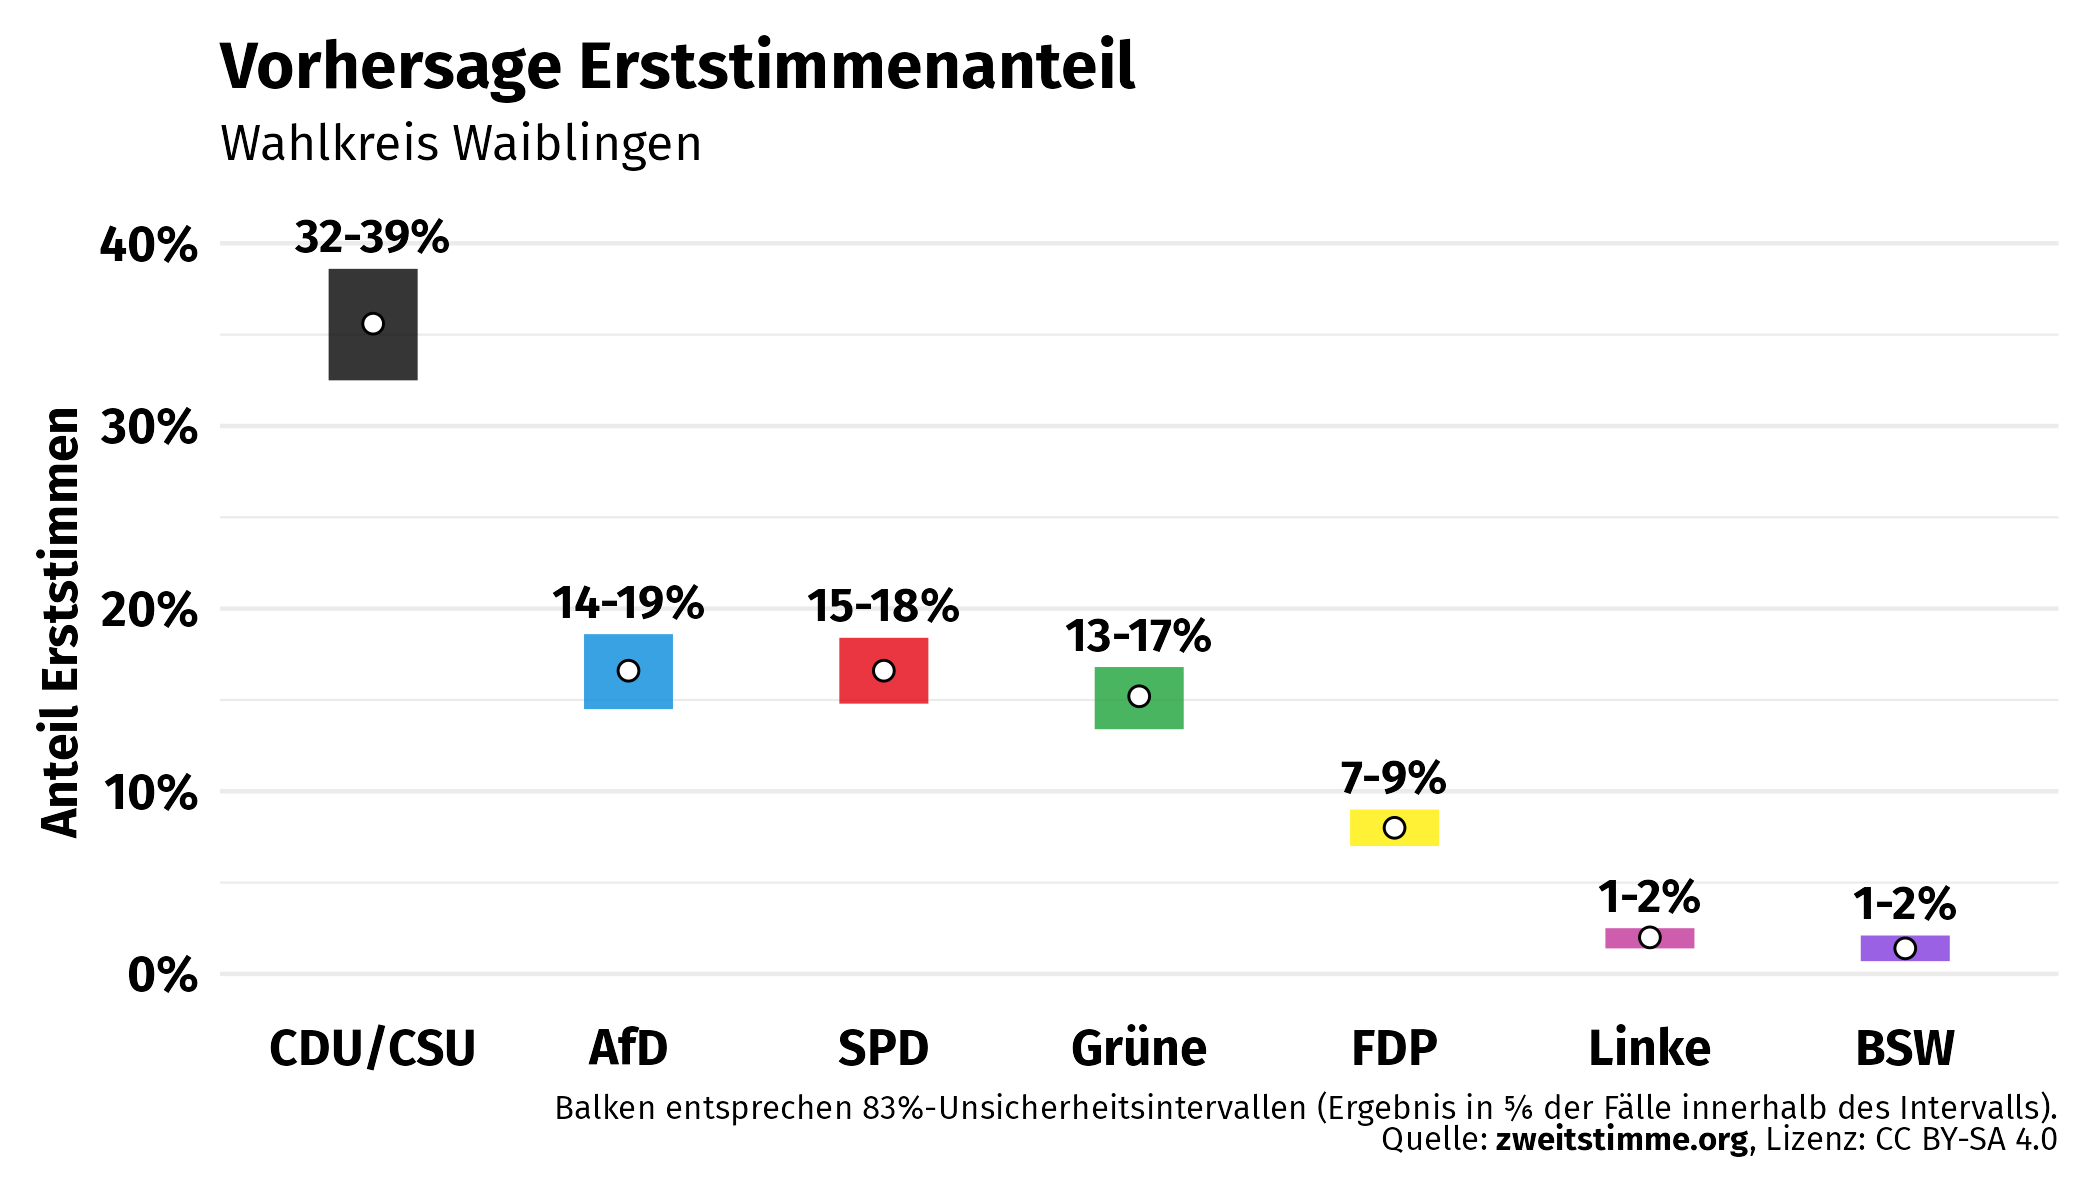 Vorhersage Erststimmenanteil
Wahlkreis Waiblingen
Anteil Erststimmen
40%
30%
20%
10%
0%
32-39%
14-19%
15-18%
13-17%
7-9%
1-2%
1-2%
CDU/CSU AfD SPD Grüne FDP Linke BSW
Balken entsprechen 83%-Unsicherheitsintervallen (Ergebnis in ⅚ der Fälle innerhalb des Intervalls).
Quelle: zweitstimme.org, Lizenz: CC BY-SA 4.0